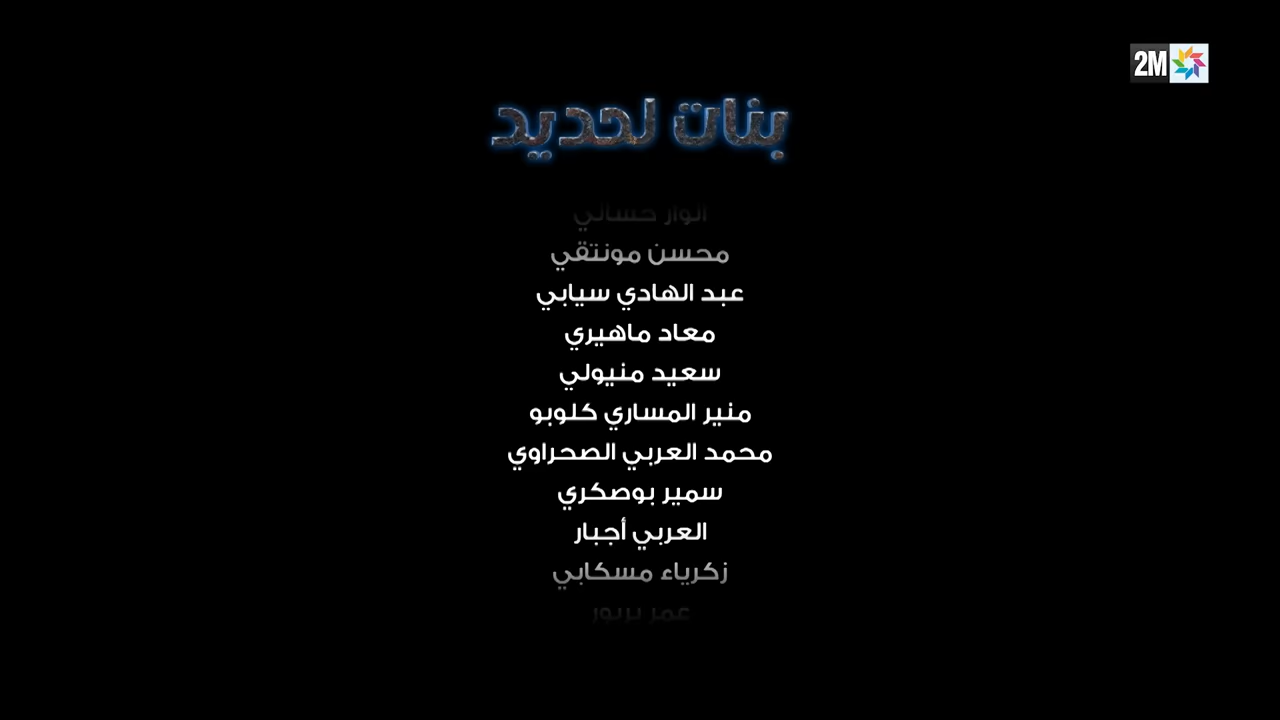 2M
بنات لحديد
محسن مونتقي
عبد الهادي سيابي
معاد ماهيري
سعيد منيولي
منير المساري كلوبو
محمد العربي الصحراوي
سمير بوصكري
العربي أجبار
زكرياء مسكابي
عمر